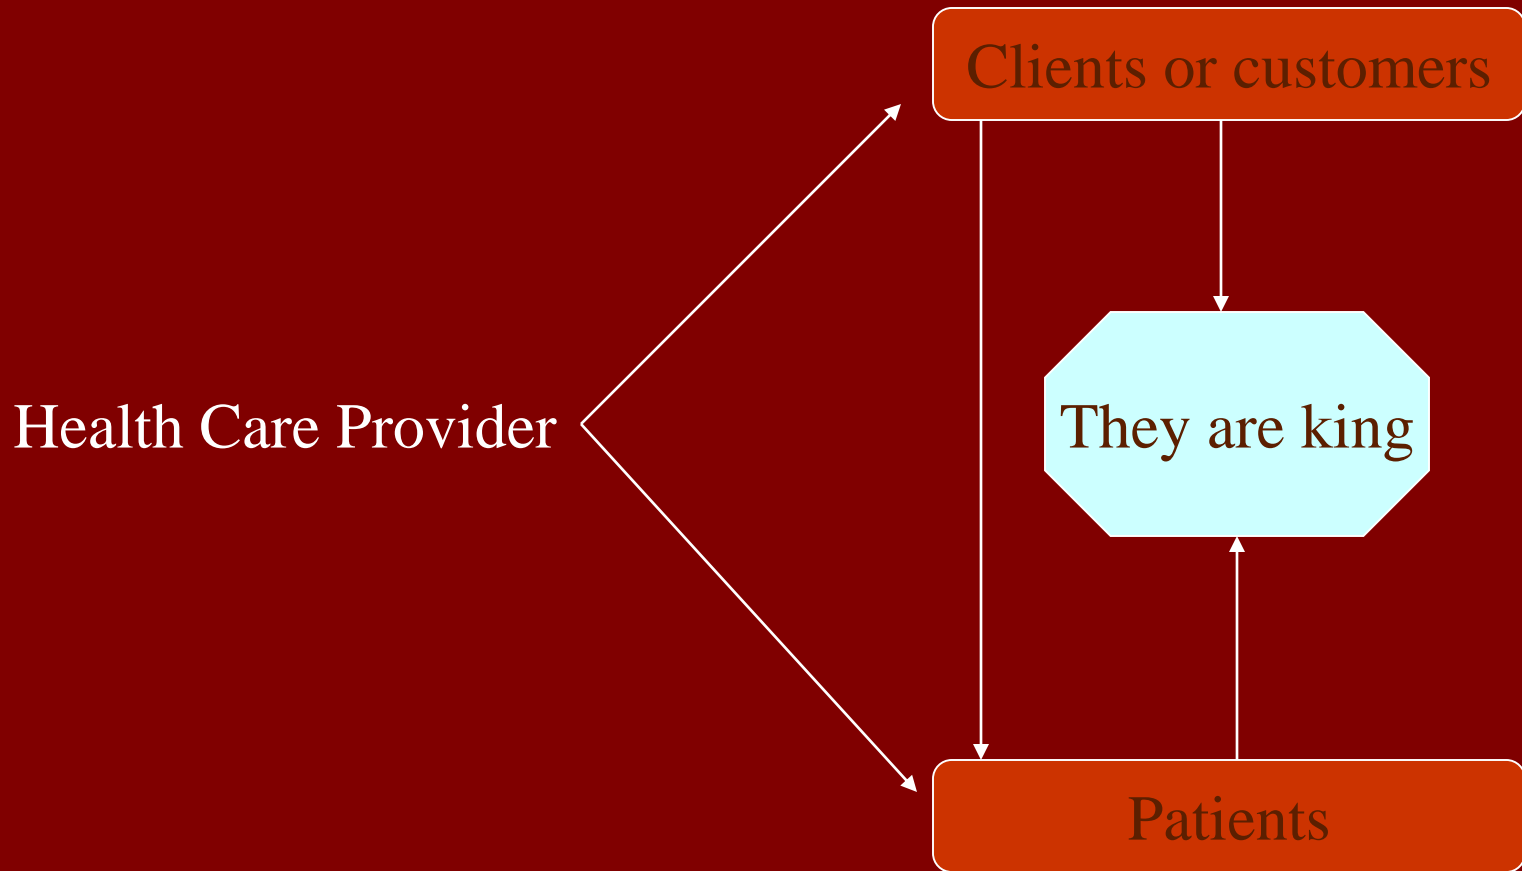 Clients or customers
Health Care Provider
They are king
Patients